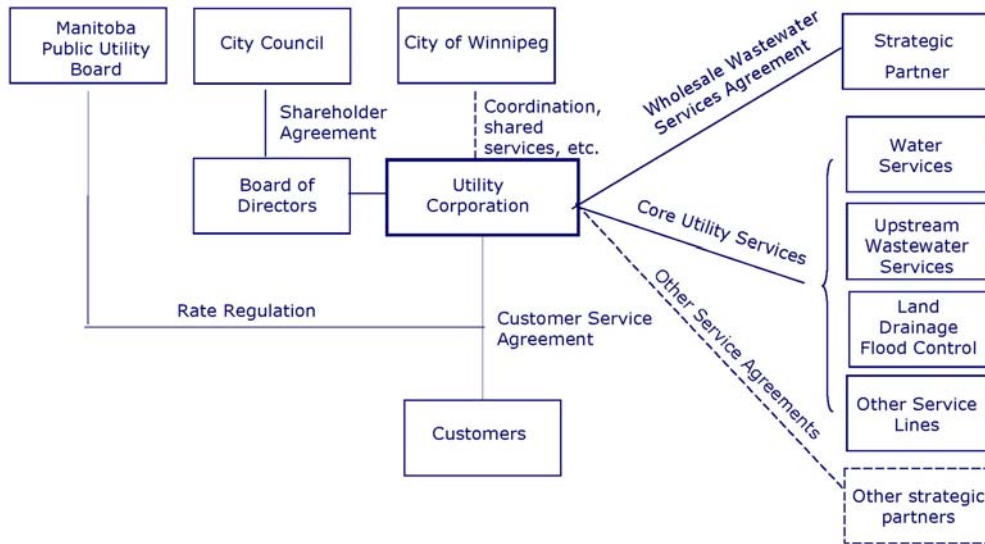 Manitoba
Public Utility
Board
City Council
City of Winnipeg
Strategic
Partner
Wholesale Wastewater
Services Agreement
Shareholder
Agreement
Coordination,
shared
services, etc.
Water
Services
Board of
Directors
Utility
Corporation
Core Utility Services
Upstream
Wastewater
Services
Other Service Agreements
Rate Regulation
Customer Service
Agreement
Land
Drainage
Flood Control
Customers
Other Service
Lines
Other strategic
partners